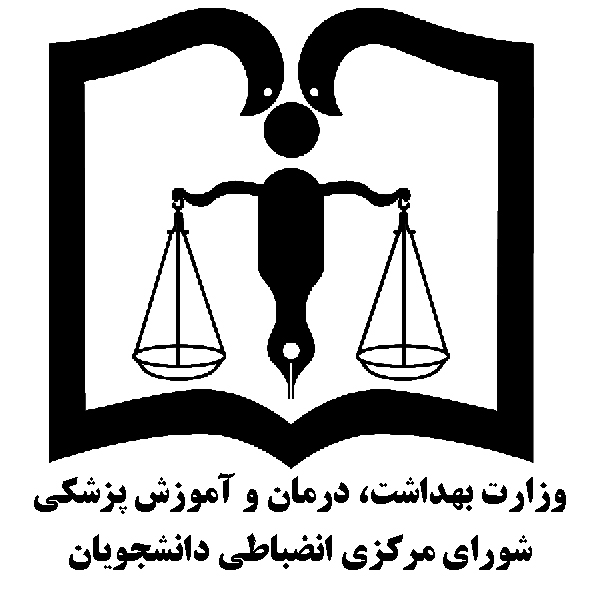 وزارت بهداشت، درمان و آموزش پزشکی
شورای مرکزی انضباطی دانشجویان